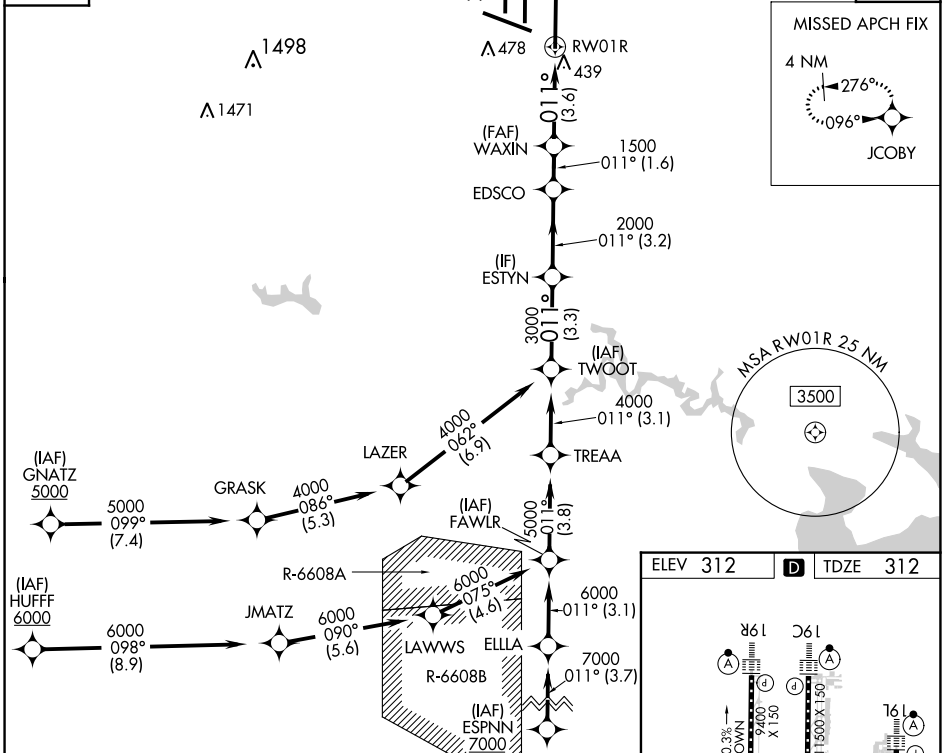 MISSED APCH FIX
4 NM
276°
096°
JCOBY
1498
1471
478
RW01R
439
011°
(3.6)
(FAF)
WAXIN
1500
011° (1.6)
EDSCO
2000
011° (3.2)
(IF)
ESTYN
3000
011°
(3.3)
(IAF)
TWOOT
4000
011° (3.1)
MSA RW01R 25 NM
3500
TREAA
LAZER
4000
062°
(6.9)
(IAF)
GNATZ
5000
5000
099°
(7.4)
GRASK
4000
086°
(5.3)
(IAF)
FAWLR
5000
011°
(3.8)
R-6608A
6000
075°
(4.6)
6000
011° (3.1)
(IAF)
HUFFF
6000
6000
098°
(8.9)
JMATZ
6000
090°
(5.6)
LAWWS
ELLLA
R-6608B
7000
011° (3.7)
(IAF)
ESPNN
7000
ELEV 312
D
TDZE 312
19R
19C
A
A
P
P
0.3%
OWN
9400
X 150
11500 X 150
19L
A